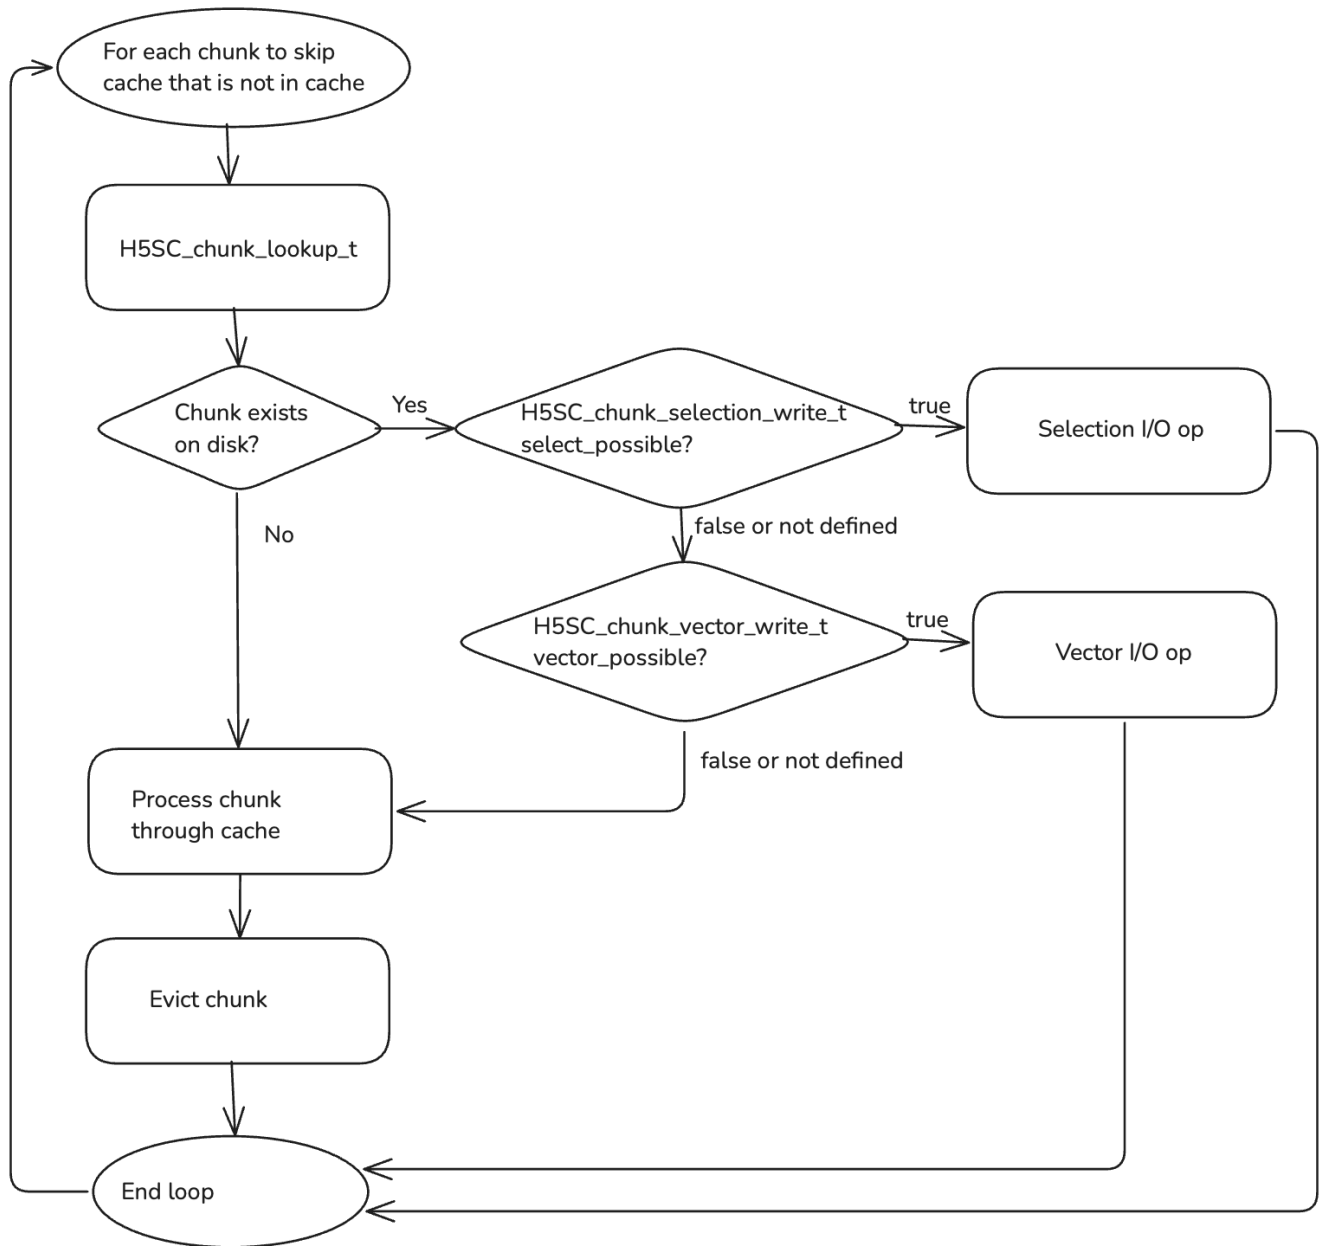 For each chunk to skip
cache that is not in cache
H5SC_chunk_lookup_t
Chunk exists
on disk?
Yes
H5SC_chunk_selection_write_t
select_possible?
true
Selection I/O op
No
false or not defined
H5SC_chunk_vector_write_t
vector_possible?
true
Vector I/O op
false or not defined
Process chunk
through cache
Evict chunk
End loop